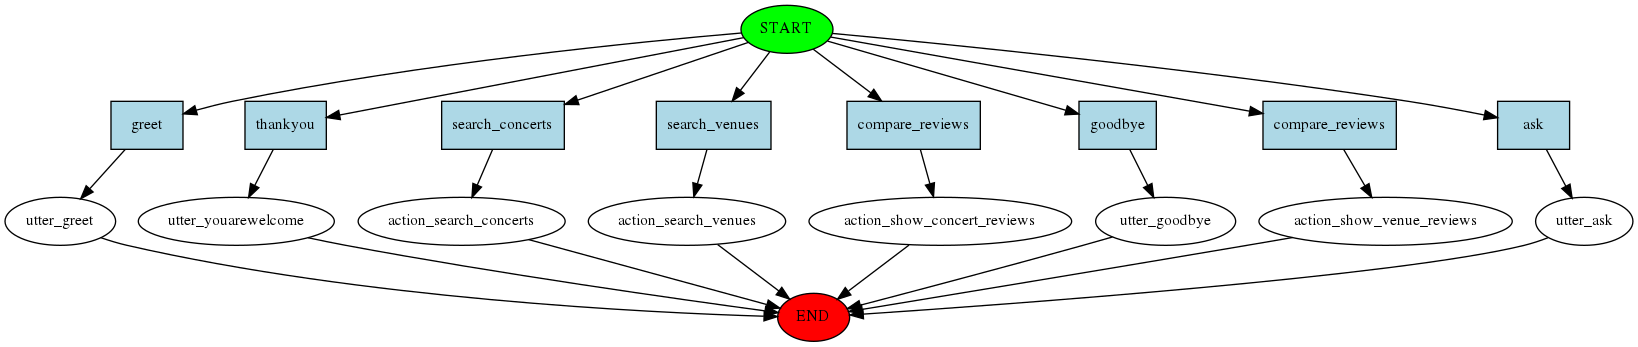 START
greet
thankyou
search_concerts
search_venues
compare_reviews
goodbye
compare_reviews
ask
utter_greet
utter_youarewelcome
action_search_concerts
action_search_venues
action_show_concert_reviews
utter_goodbye
action_show_venue_reviews
utter_ask
END